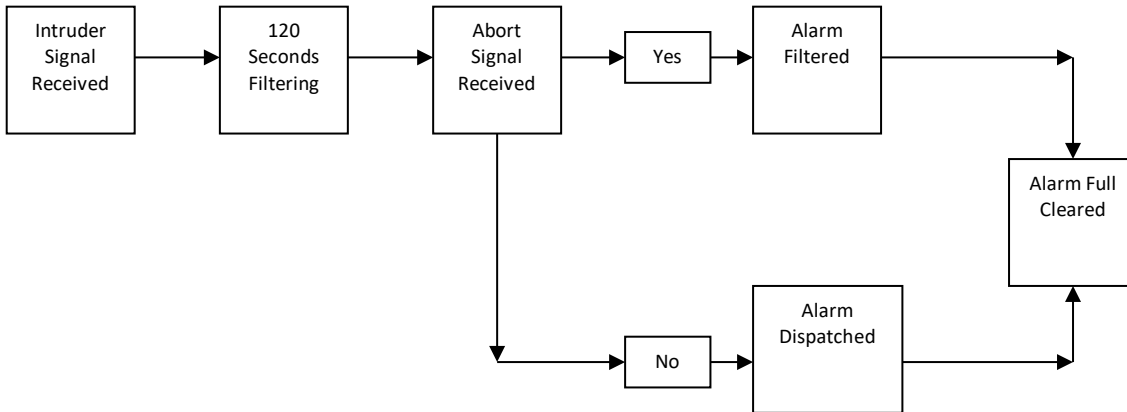 Intruder
Signal
Received
120
Seconds
Filtering
Abort
Signal
Received
Yes
Alarm
Filtered
Alarm Full
Cleared
Alarm
Dispatched
No